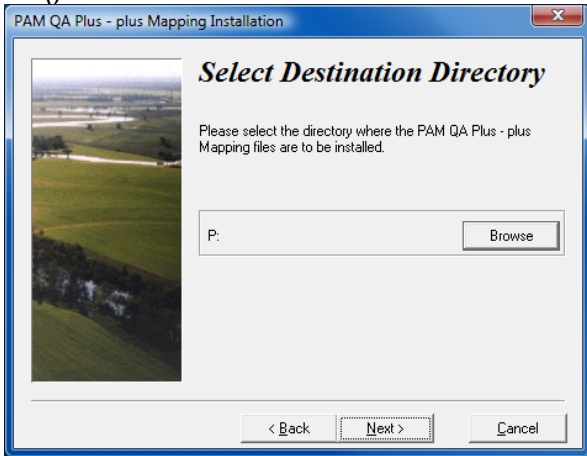 PAM QA Plus - plus Mapping Installation
Select Destination Directory
Please select the directory where the PAM QA Plus - plus
Mapping files are to be installed.
P:
Browse
< Back
Next >
Cancel